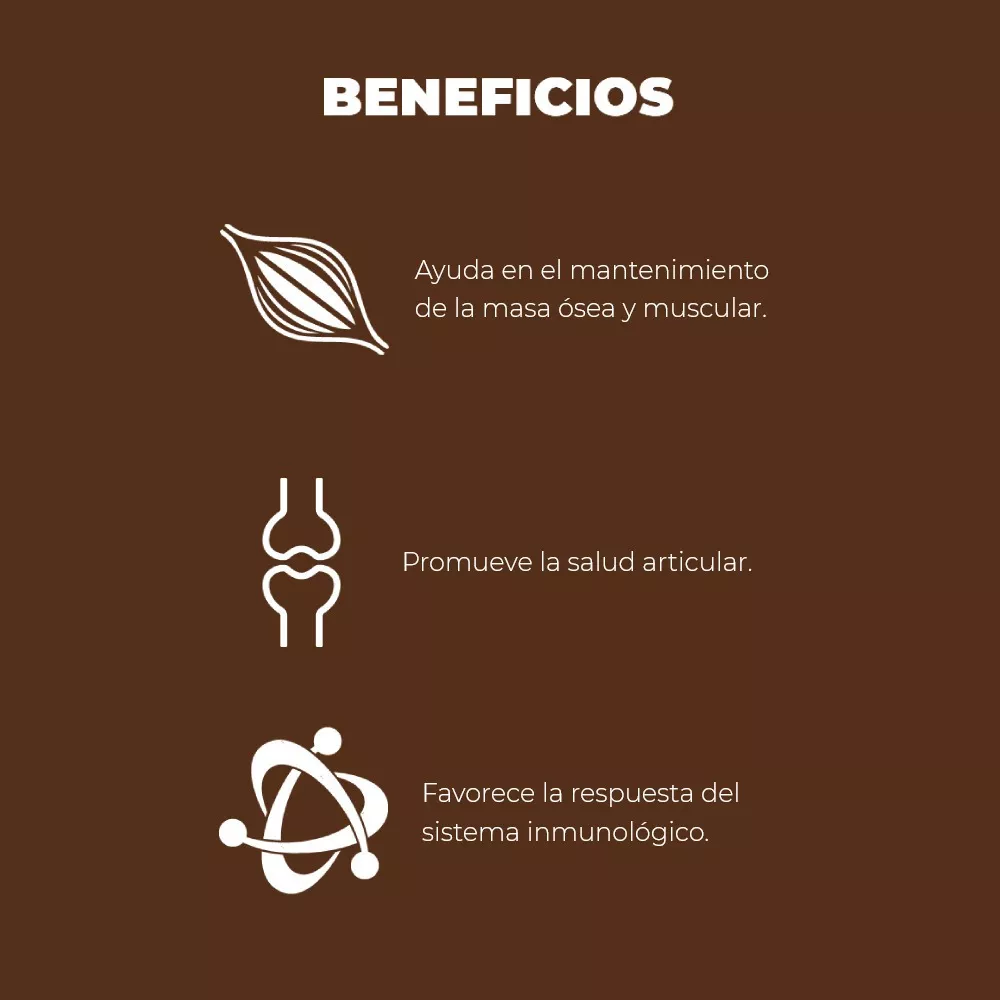 BENEFICIOS
Ayuda en el mantenimiento
de la masa ósea y muscular.
Promueve la salud articular.
Favorece la respuesta del
sistema inmunológico.